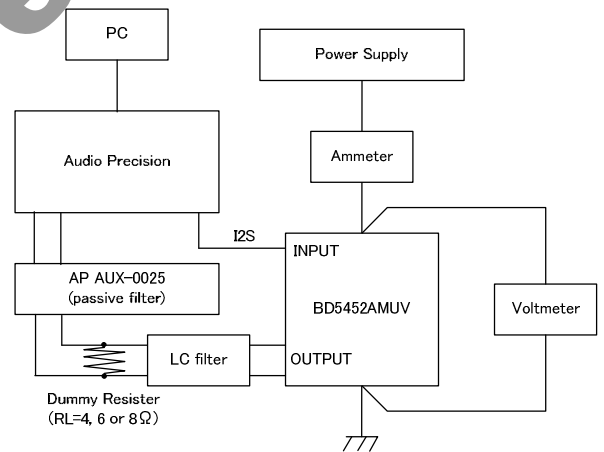 PC
Power Supply
Audio Precision
Ammeter
I2S
INPUT
AP AUX-0025
(passive filter)
BD5452AMUV
Voltmeter
LC filter
OUTPUT
Dummy Resister
(RL=4, 6 or 8Ω)